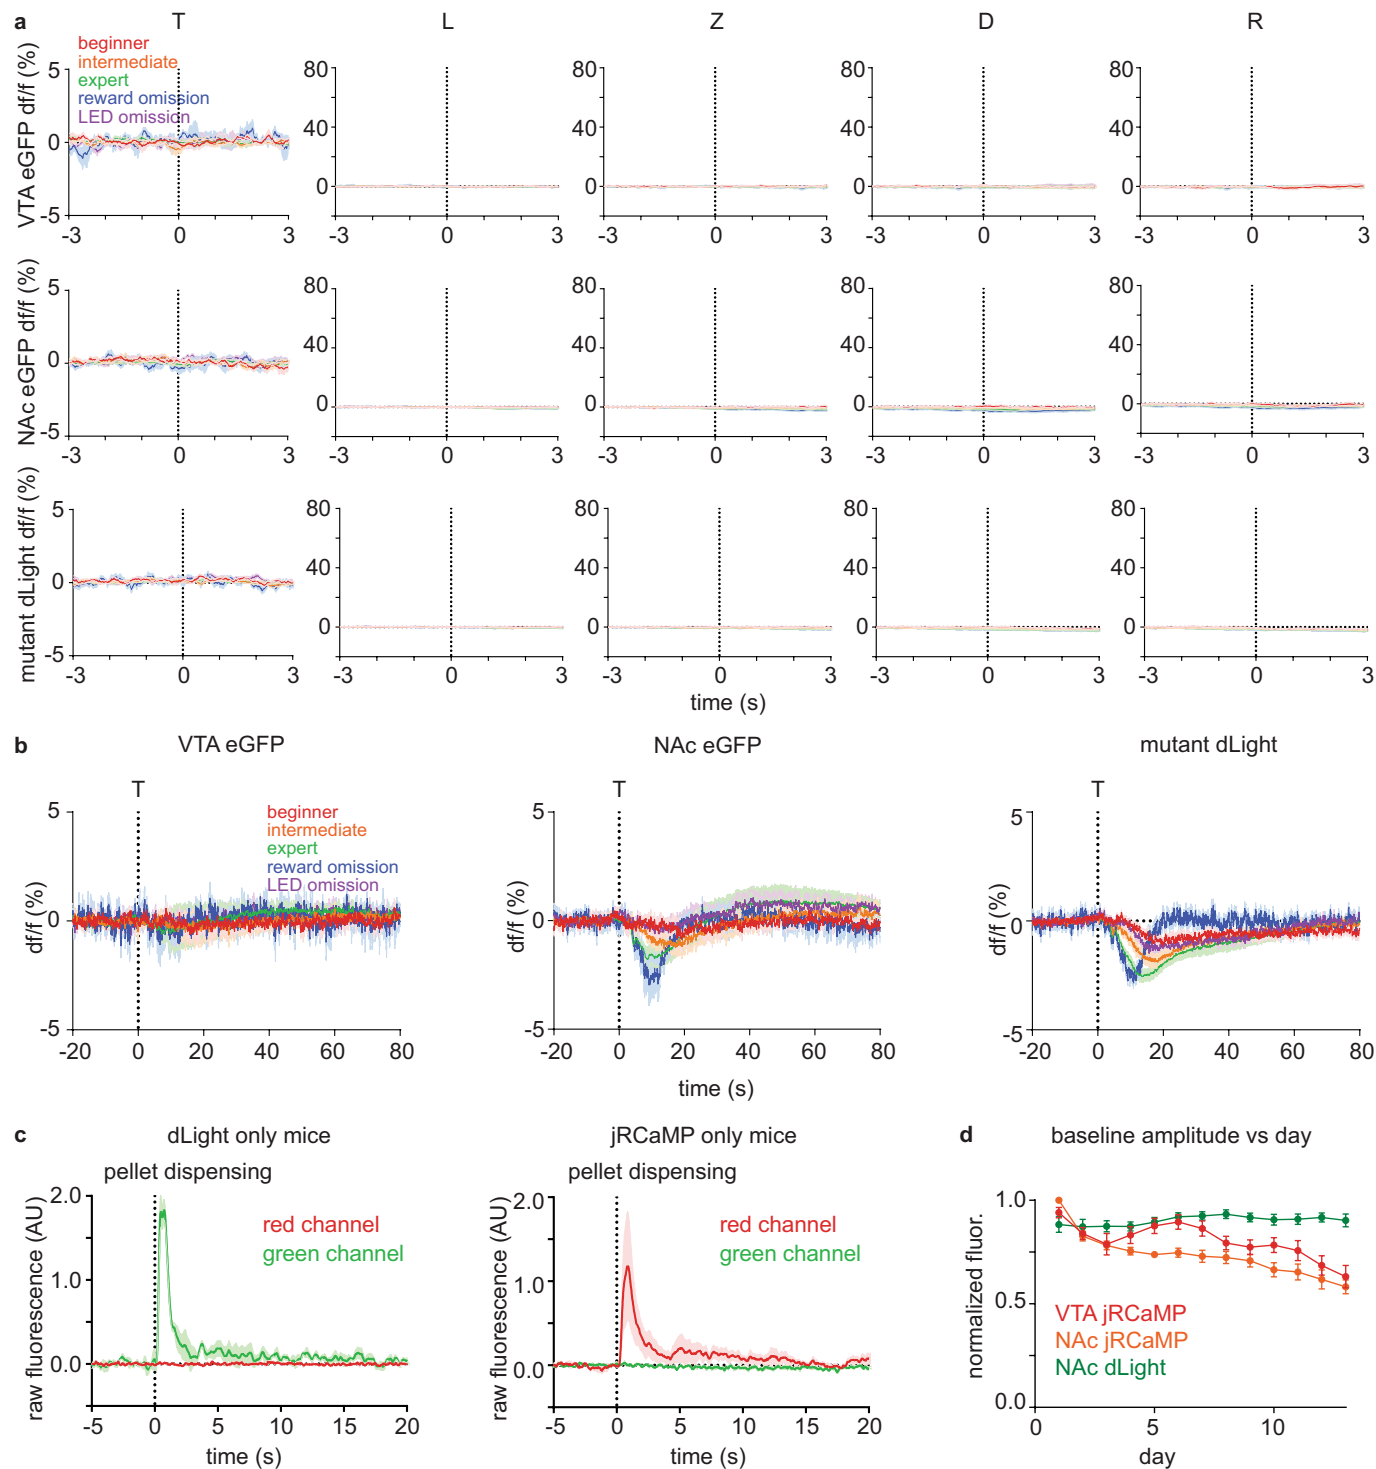 a
T
L
Z
D
R
VTA eGFP df/f (%)
beginner
intermediate
expert
reward omission
LED omission
5
0
-5
-3
0
3
80
40
0
-3
0
3
80
40
0
-3
0
3
80
40
0
-3
0
3
80
40
0
-3
0
3
NAc eGFP df/f (%)
5
0
-5
-3
0
3
80
40
0
-3
0
3
80
40
0
-3
0
3
80
40
0
-3
0
3
80
40
0
-3
0
3
mutant dLight df/f (%)
5
0
-5
-3
0
3
80
40
0
-3
0
3
80
40
0
-3
0
3
80
40
0
-3
0
3
80
40
0
-3
0
3
time (s)
b
VTA eGFP
T
df/f (%)
beginner
intermediate
expert
reward omission
LED omission
5
0
-5
-20
0
20
40
60
80
NAc eGFP
T
df/f (%)
5
0
-5
-20
0
20
40
60
80
time (s)
mutant dLight
T
df/f (%)
5
0
-5
-20
0
20
40
60
80
c
dLight only mice
pellet dispensing
raw fluorescence (AU)
2.0
1.0
0.0
red channel
green channel
-5
0
5
10
15
20
time (s)
jRCaMP only mice
pellet dispensing
raw fluorescence (AU)
2.0
1.0
0.0
red channel
green channel
-5
0
5
10
15
20
time (s)
d
baseline amplitude vs day
normalized fluor.
1.0
0.5
0.0
VTA jRCaMP
NAc jRCaMP
NAc dLight
0
5
10
day